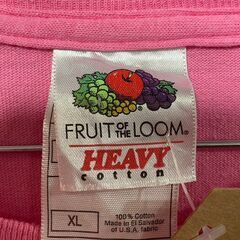 FRUIT OF THE LOOM®
HEAVY
cotton
XL
100% Cotton
Made in El Salvador
of U.S.A. fabric